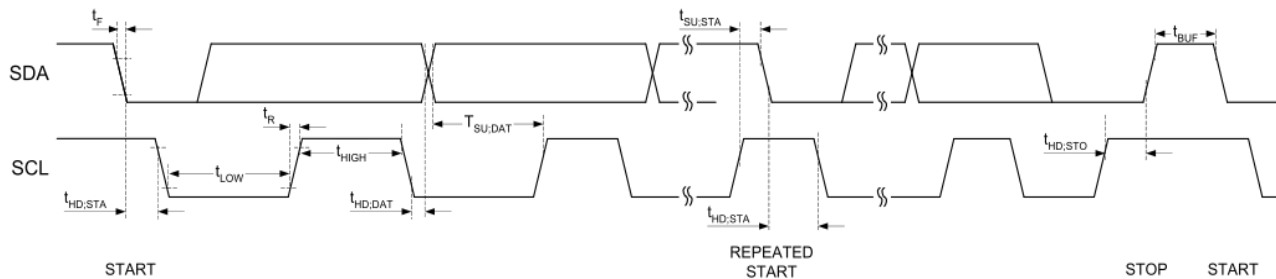 tF
tSU;STA
tBUF
SDA
tR
TSU;DAT
tHIGH
tHD;STO
SCL
tLOW
tHD;STA
tHD;DAT
tHD;STA
START
REPEATED
START
STOP
START